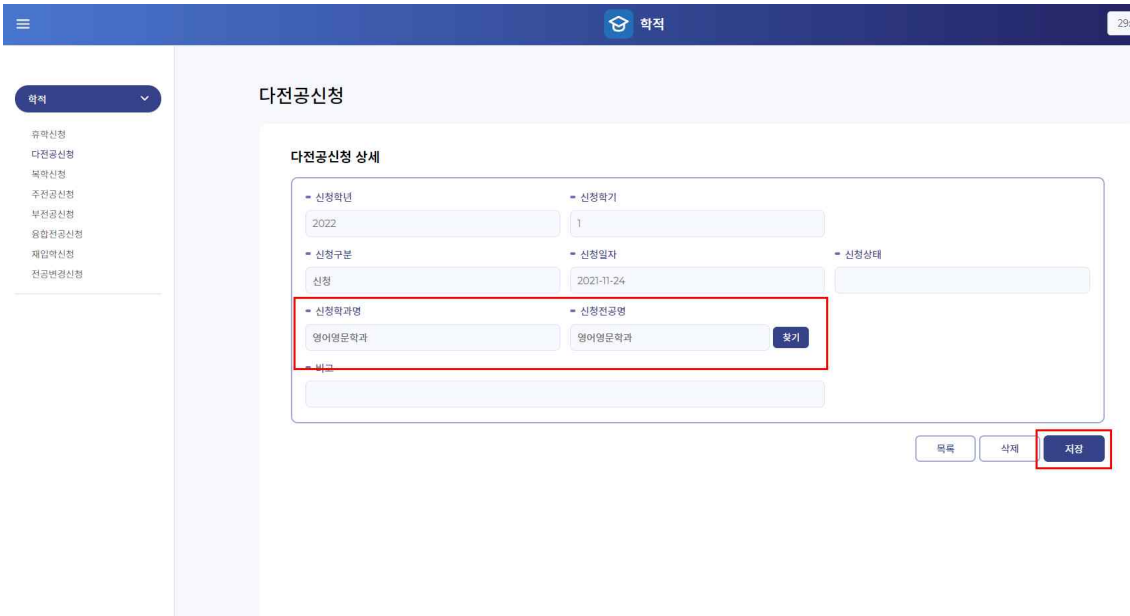 학적
29:
학적
휴학신청
다전공신청
복학신청
주전공신청
부전공신청
융합전공신청
재입학신청
전공변경신청
다전공신청
다전공신청 상세
신청학년
신청학기
2022
1
신청구분
신청일자
신청상태
신청
2021-11-24
신청학과명
신청전공명
영어영문학과
영어영문학과
찾기
비고
목록
삭제
저장